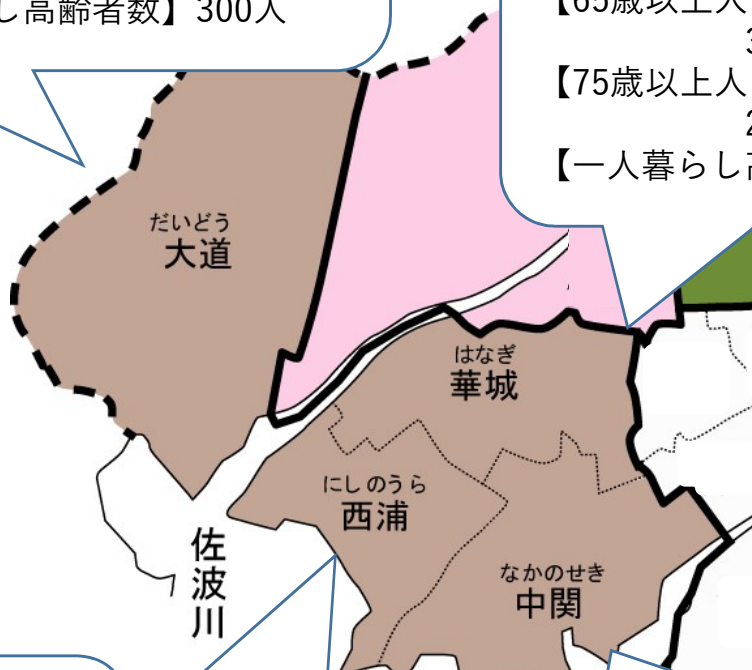 し高齢者数】300人
【65歳以上人
3
【75歳以上人
2
【一人暮らし高
だいどう
大道
はなぎ
華城
にしのうら
西浦
なかのせき
中関
佐波川